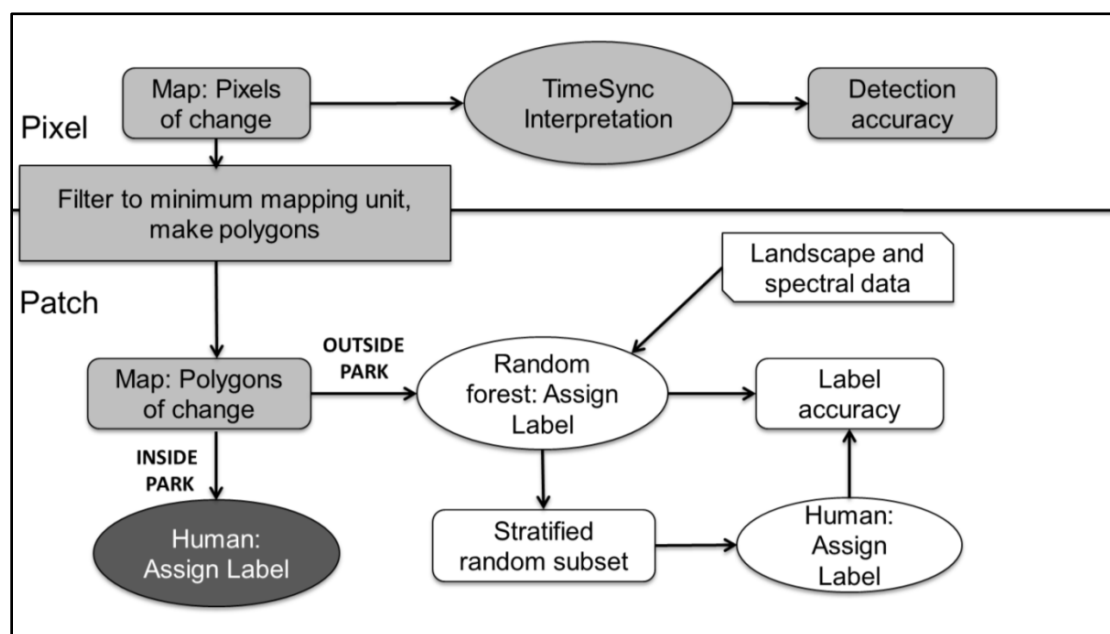 Pixel
Map: Pixels
of change
TimeSync
Interpretation
Detection
accuracy
Filter to minimum mapping unit,
make polygons
Patch
Landscape and
spectral data
Map: Polygons
of change
OUTSIDE
PARK
Random
forest: Assign
Label
Label
accuracy
INSIDE
PARK
Human:
Assign Label
Stratified
random subset
Human:
Assign
Label